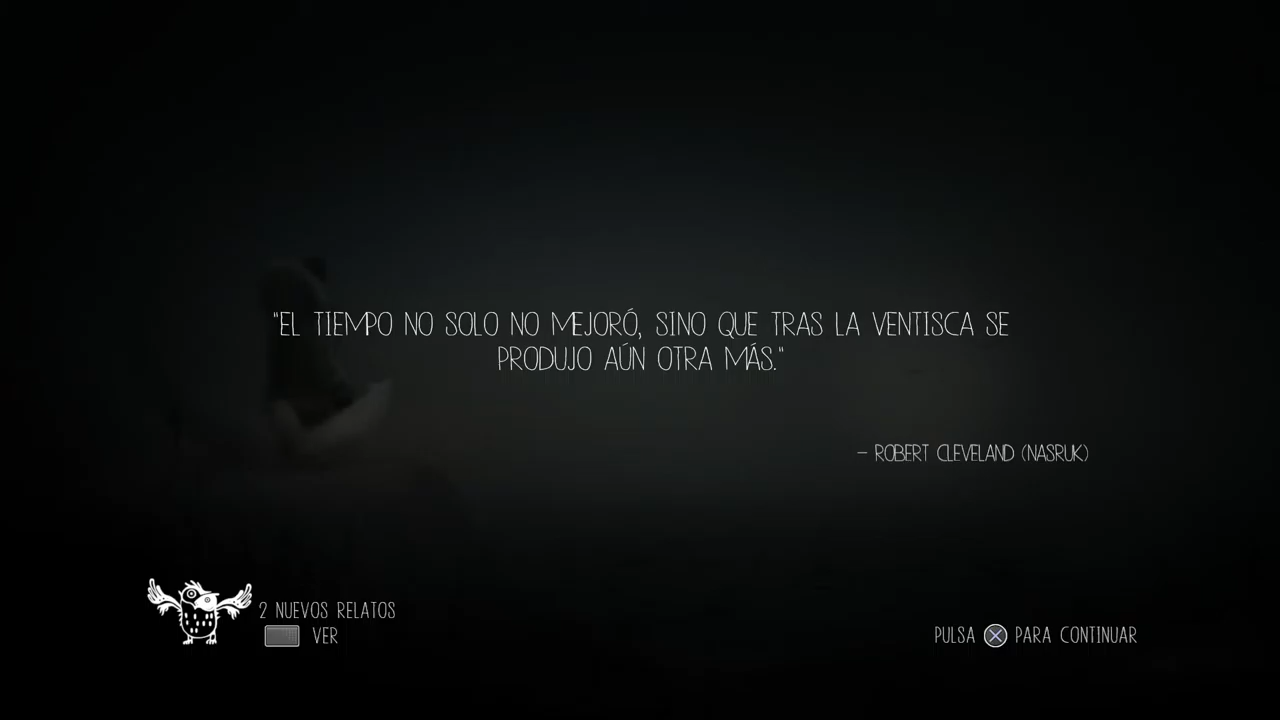 "EL TIEMPO NO SOLO NO MEJORÓ, SINO QUE TRAS LA VENTISCA SE
PRODUJO AÚN OTRA MÁS."
– ROBERT CLEVELAND (NASRUK)
2 NUEVOS RELATOS
VER
PULSA PARA CONTINUAR